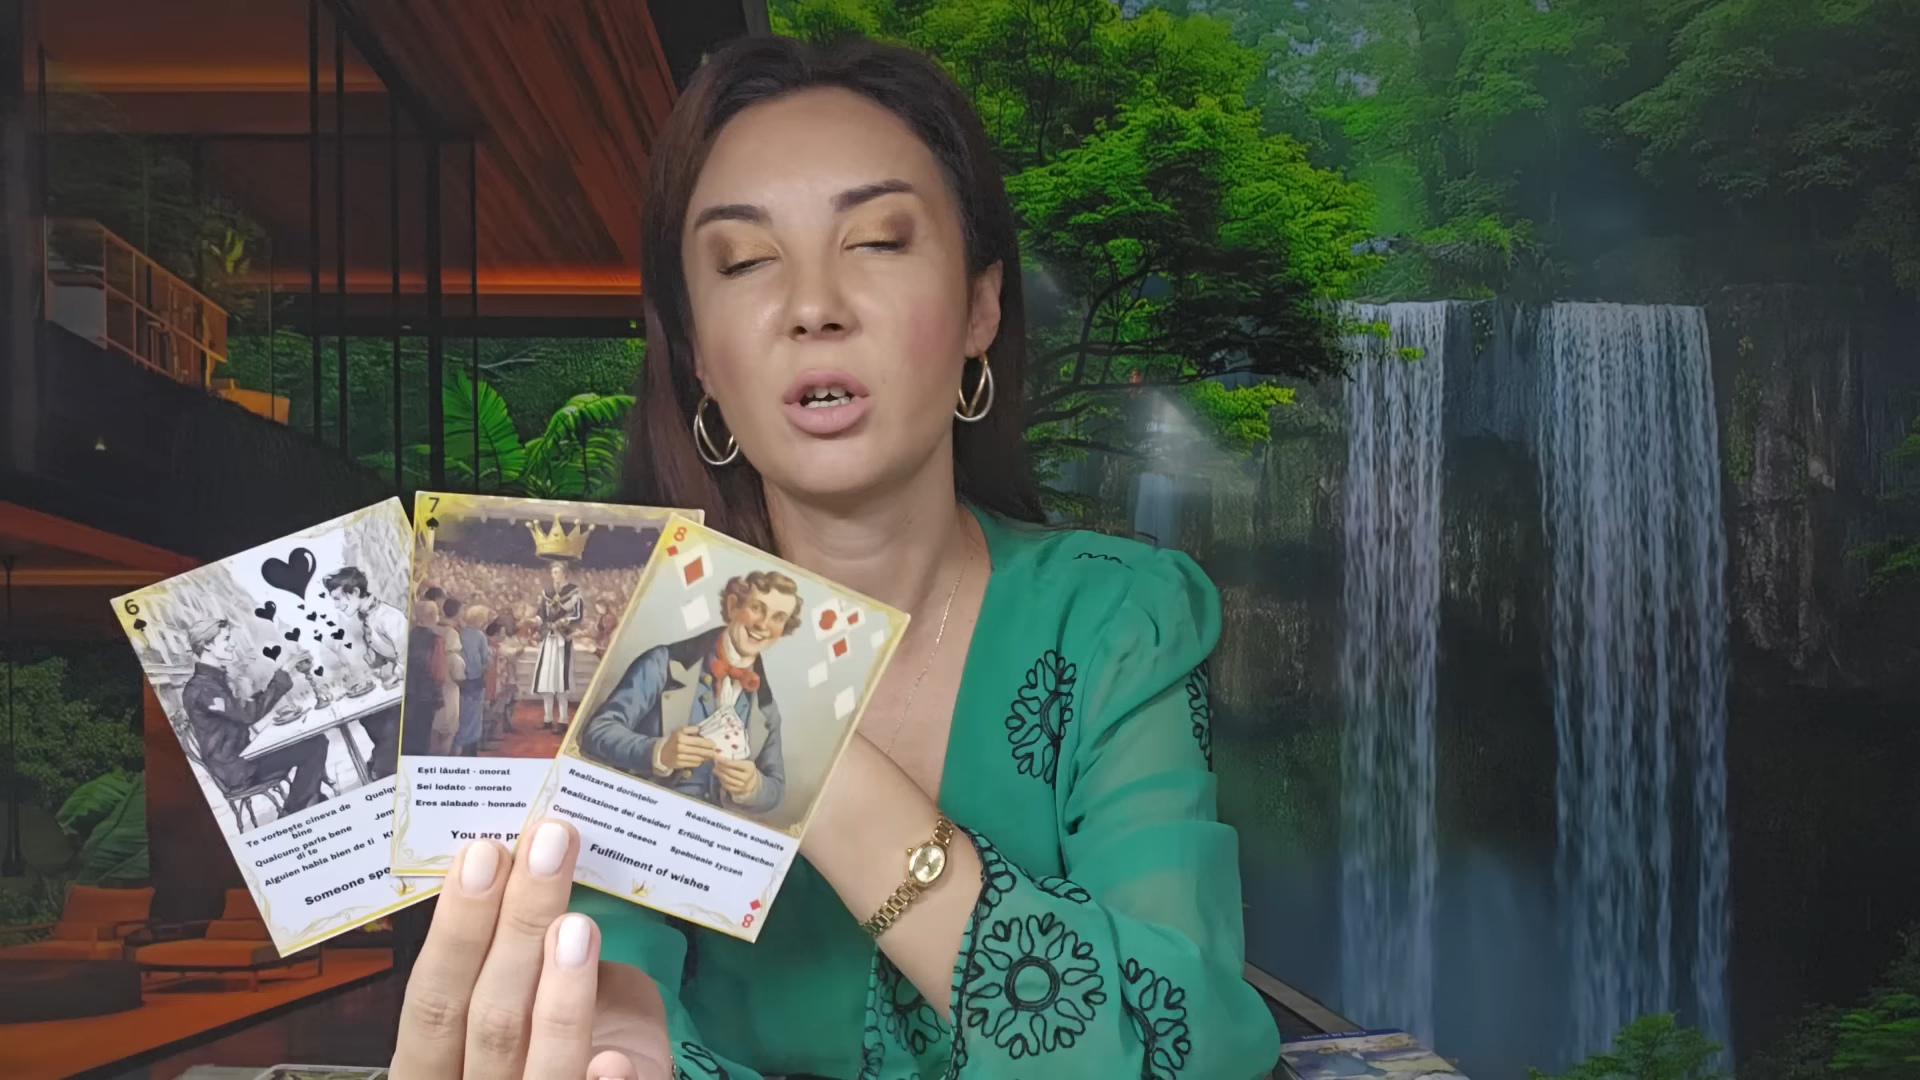 6
Te vorbește cineva de
bine
Qualcuno parla bene
di te
Alguien habla bien de ti
Someone
7
Ești lăudat - onorat
Sei lodato - onorato
Eres alabado - honrado
You are
8
Realizarea dorințelor
Realizzazione dei desideri
Cumplimiento de deseos
Réalisation des souhaits
Erfüllung von Wünschen
Spełnienie życzeń
Fulfillment of wishes
8